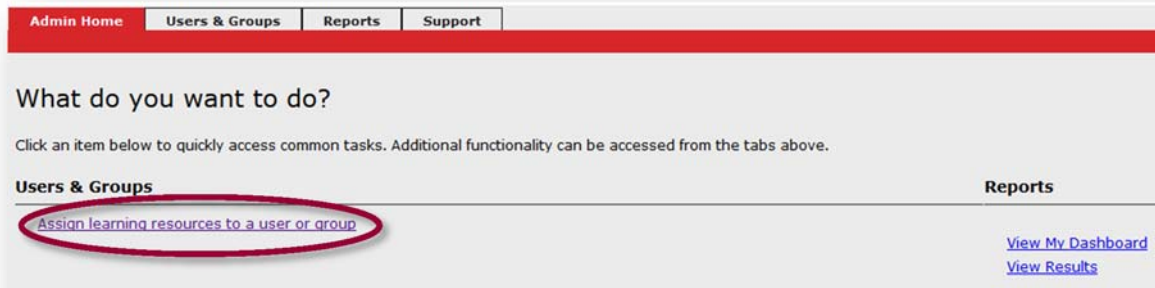 Admin Home Users & Groups Reports Support
What do you want to do?
Click an item below to quickly access common tasks. Additional functionality can be accessed from the tabs above.
Users & Groups Reports
Assign learning resources to a user or group
View My Dashboard
View Results